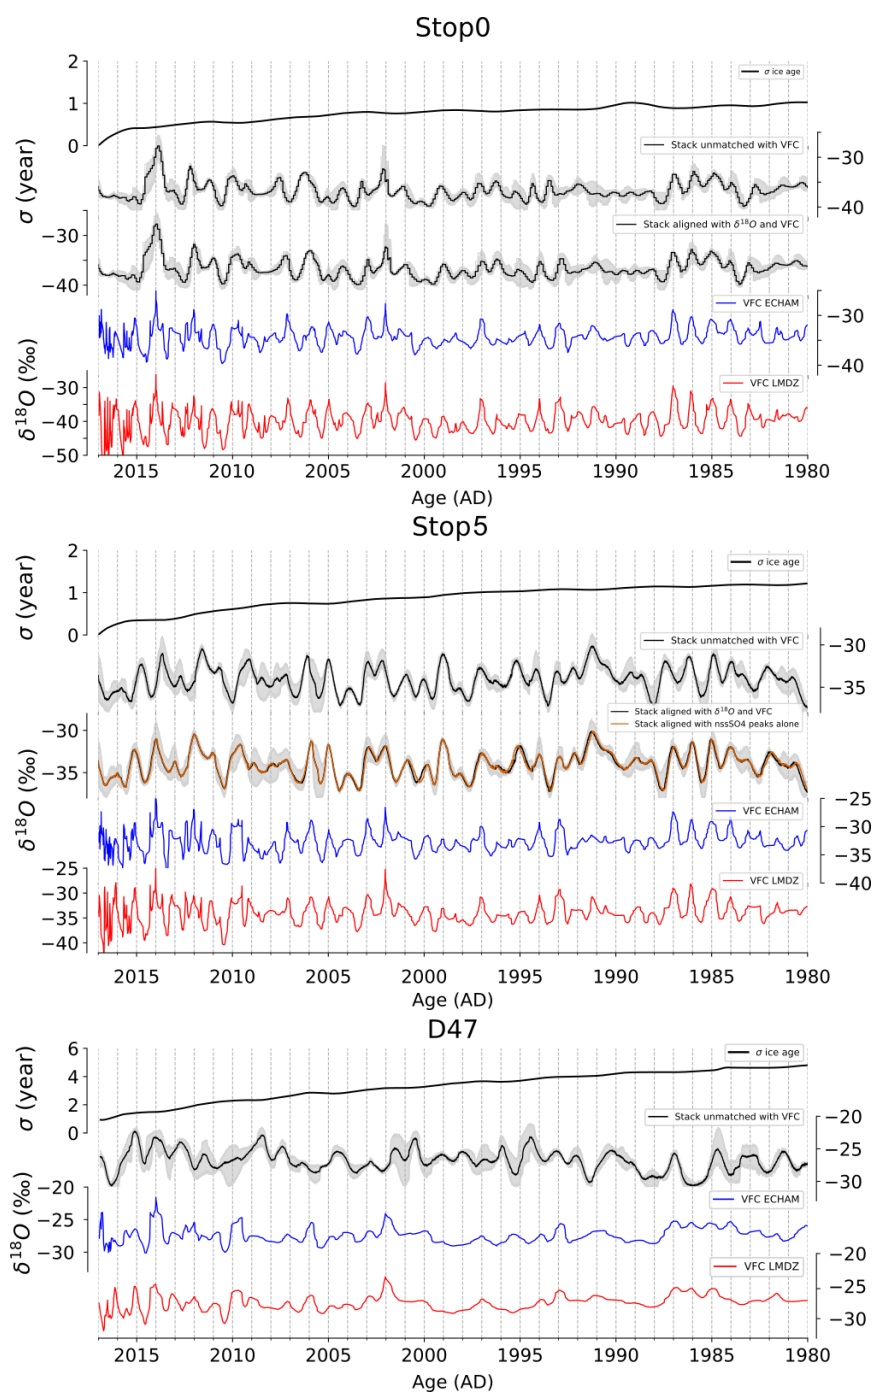 Stop0
2
1
0
σ (year)
σ ice age
Stack unmatched with VFC
−30
−40
Stack aligned with δ¹⁸O and VFC
−30
−40
VFC ECHAM
−30
−40
δ¹⁸O (‰)
VFC LMDZ
−30
−40
−50
2015 2010 2005 2000 1995 1990 1985 1980
Age (AD)
Stop5
2
1
0
σ (year)
σ ice age
Stack unmatched with VFC
−30
−35
Stack aligned with δ¹⁸O and VFC
Stack aligned with nssSO4 peaks alone
−30
−35
δ¹⁸O (‰)
VFC ECHAM
−25
−30
−35
−40
VFC LMDZ
−25
−30
−35
−40
2015 2010 2005 2000 1995 1990 1985 1980
Age (AD)
D47
6
4
2
0
σ (year)
σ ice age
Stack unmatched with VFC
−20
−25
−30
δ¹⁸O (‰)
VFC ECHAM
−20
−25
−30
VFC LMDZ
−20
−25
−30
2015 2010 2005 2000 1995 1990 1985 1980
Age (AD)